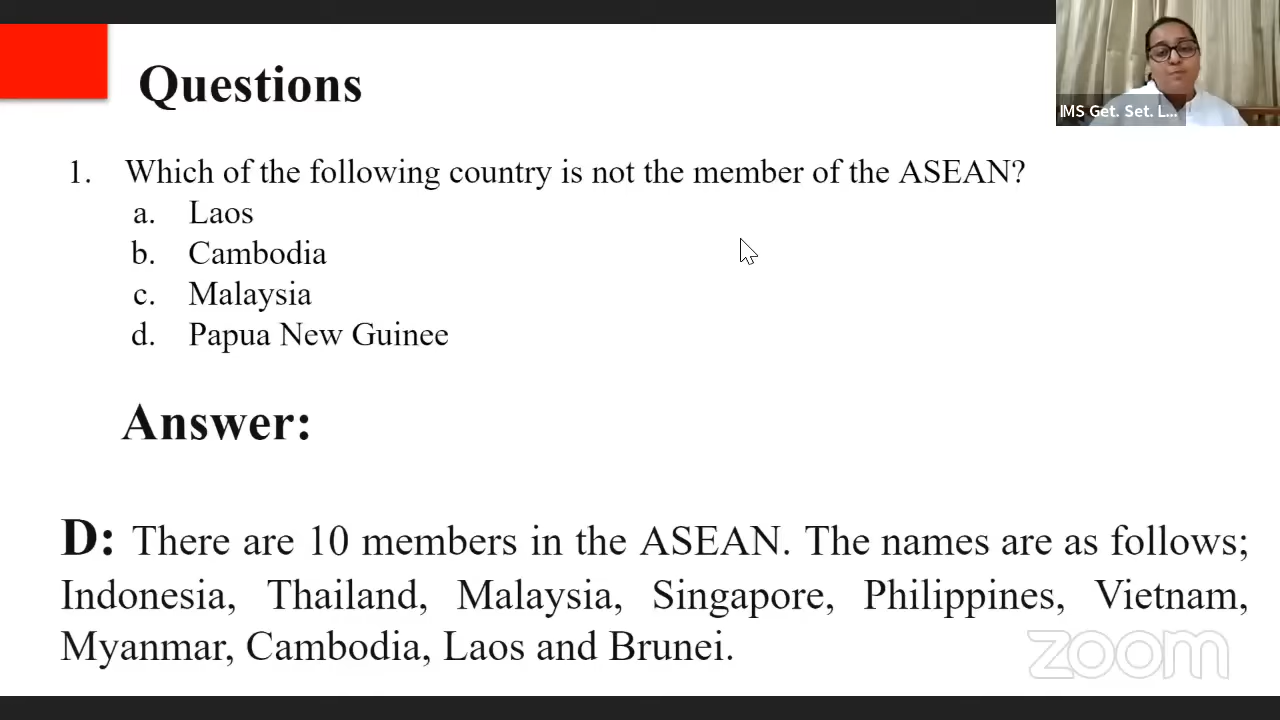 Questions
IMS Get. Set. L...
1. Which of the following country is not the member of the ASEAN?
a. Laos
b. Cambodia
c. Malaysia
d. Papua New Guinee
Answer:
D: There are 10 members in the ASEAN. The names are as follows;
Indonesia, Thailand, Malaysia, Singapore, Philippines, Vietnam,
Myanmar, Cambodia, Laos and Brunei.
zoom